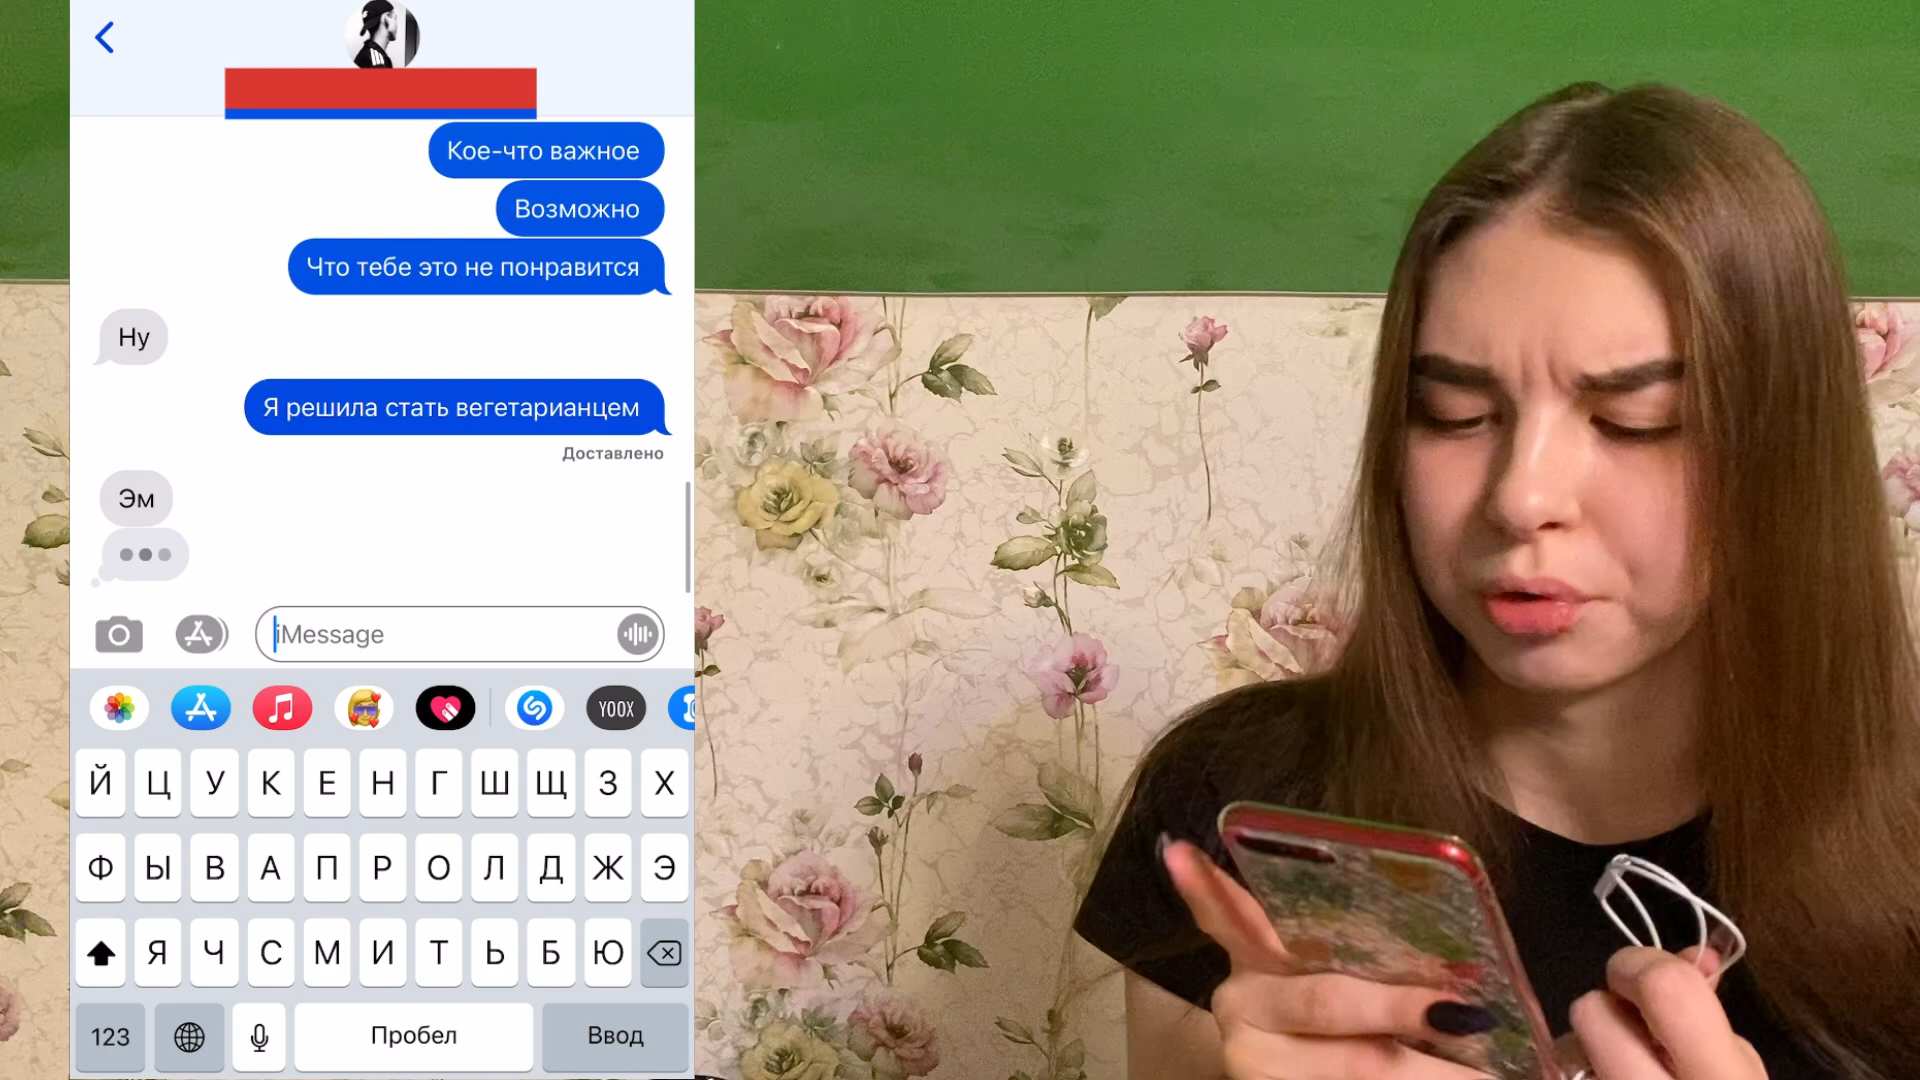 Кое-что важное
Возможно
Что тебе это не понравится
Ну
Я решила стать вегетарианцем
Доставлено
Эм
iMessage
YOOX
Й Ц У К Е Н Г Ш Щ З Х
Ф Ы В А П Р О Л Д Ж Э
Я Ч С М И Т Ь Б Ю
123 Пробел Ввод